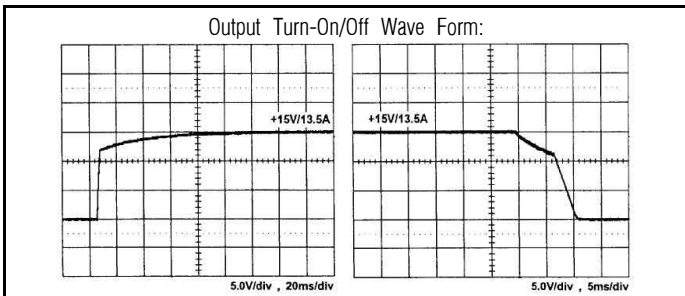 Output Turn-On/Off Wave Form:
+15V/13.5A
+15V/13.5A
5.0V/div , 20ms/div
5.0V/div , 5ms/div